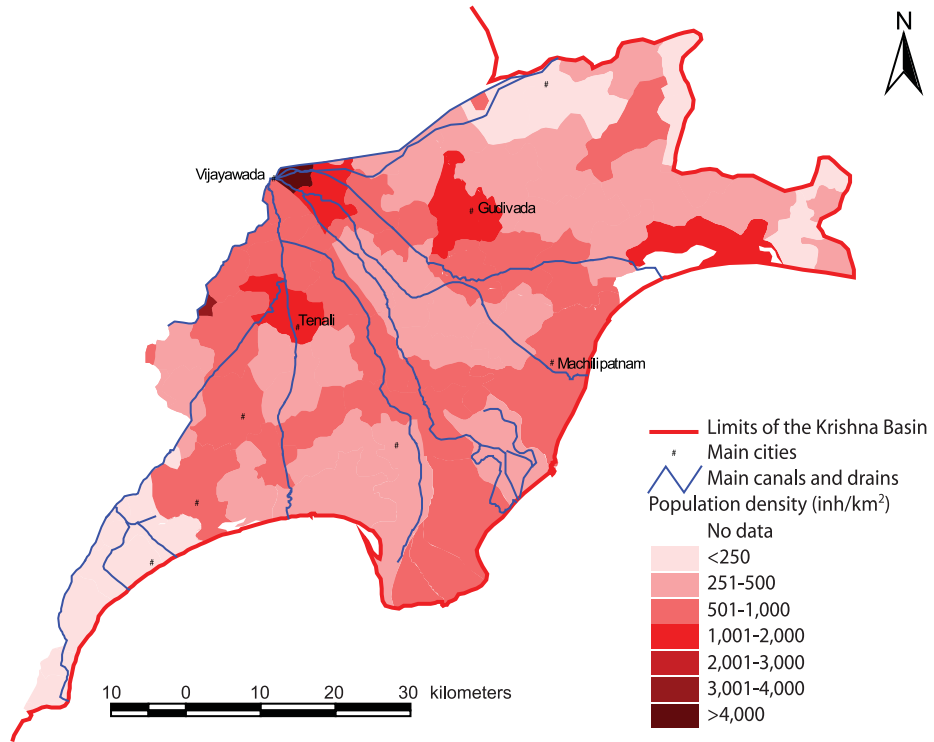 N
Vijayawada
Gudivada
Tenali
Machilipatnam
Limits of the Krishna Basin
# Main cities
Main canals and drains
Population density (inh/km²)
No data
<250
251-500
501-1,000
1,001-2,000
2,001-3,000
3,001-4,000
>4,000
10 0 10 20 30 kilometers